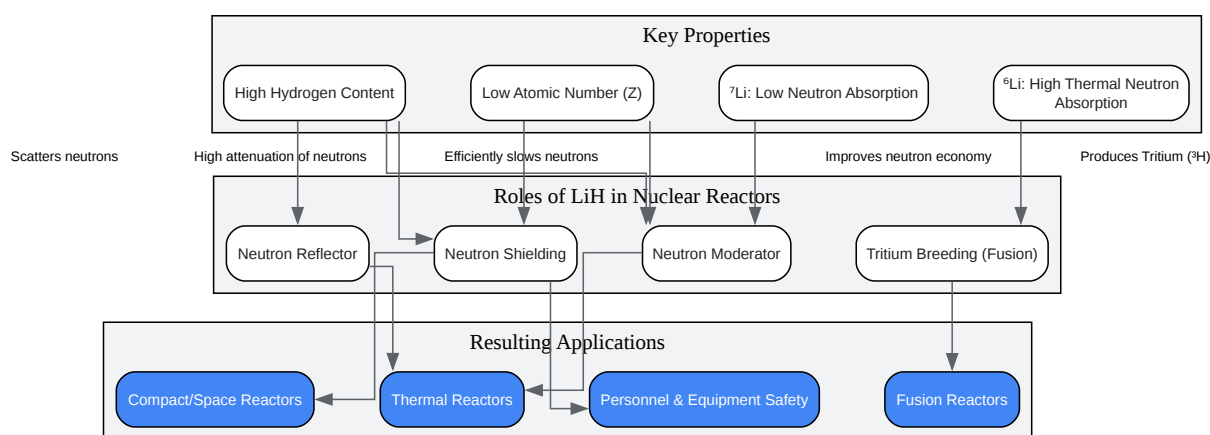 Key Properties
High Hydrogen Content
Low Atomic Number (Z)
⁷Li: Low Neutron Absorption
⁶Li: High Thermal Neutron
Absorption
Scatters neutrons
High attenuation of neutrons
Efficiently slows neutrons
Improves neutron economy
Produces Tritium (³H)
Roles of LiH in Nuclear Reactors
Neutron Reflector
Neutron Shielding
Neutron Moderator
Tritium Breeding (Fusion)
Resulting Applications
Compact/Space Reactors
Thermal Reactors
Personnel & Equipment Safety
Fusion Reactors